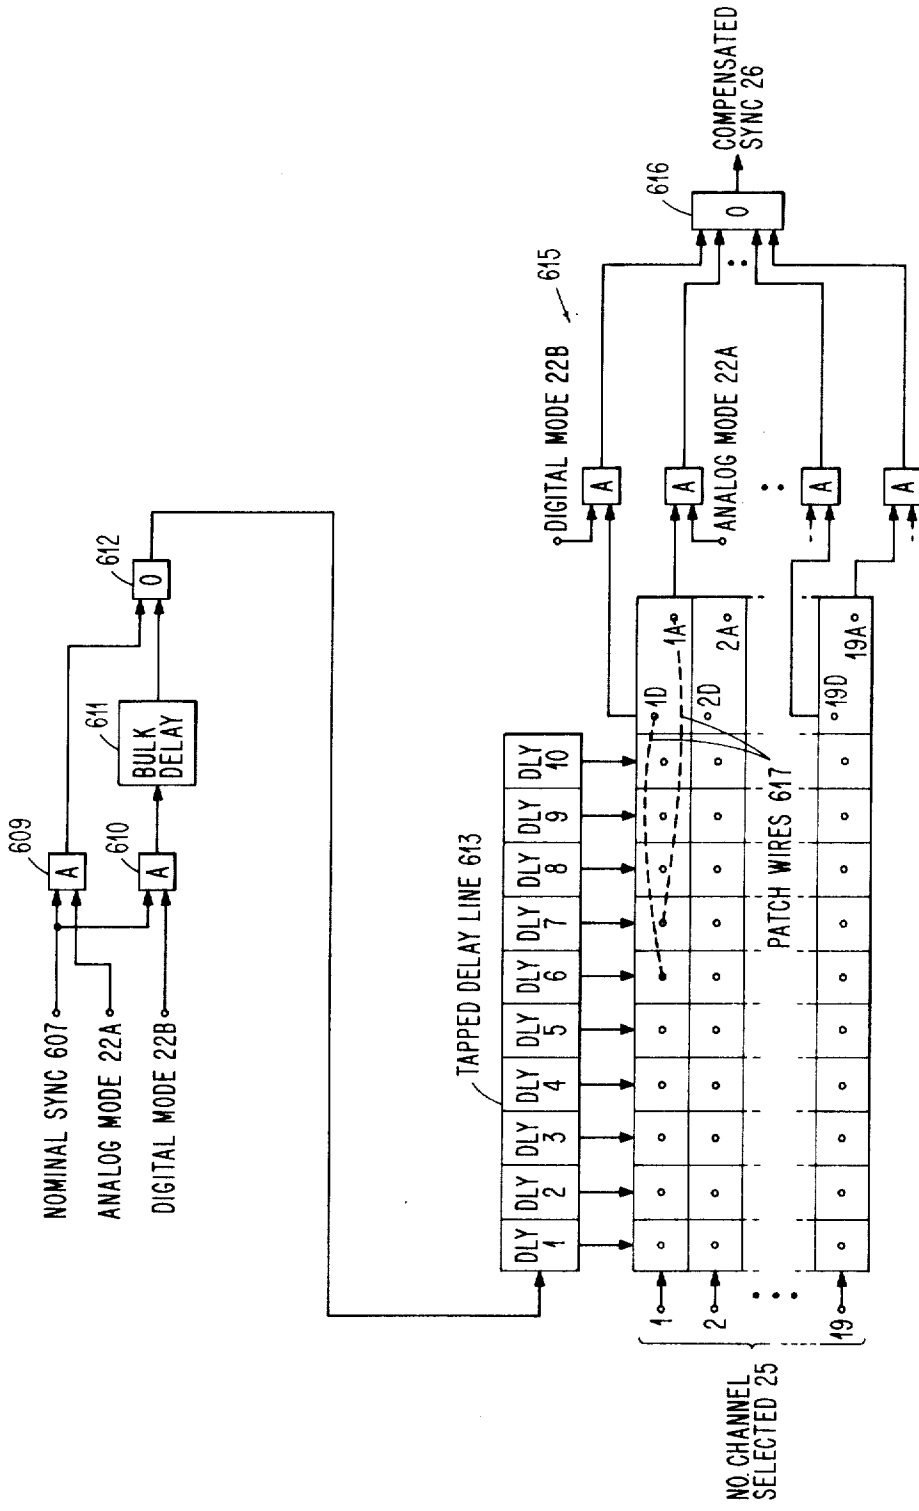 NOMINAL SYNC 607
ANALOG MODE 22A
DIGITAL MODE 22B
609
A
610
A
611
BULK
DELAY
612
O
TAPPED DELAY LINE 613
DLY
1
DLY
2
DLY
3
DLY
4
DLY
5
DLY
6
DLY
7
DLY
8
DLY
9
DLY
10
NO. CHANNEL
SELECTED 25
1
2
19
1D
1A
2D
2A
19D
19A
PATCH WIRES 617
DIGITAL MODE 22B
A
A
ANALOG MODE 22A
A
A
615
616
O
COMPENSATED
SYNC 26